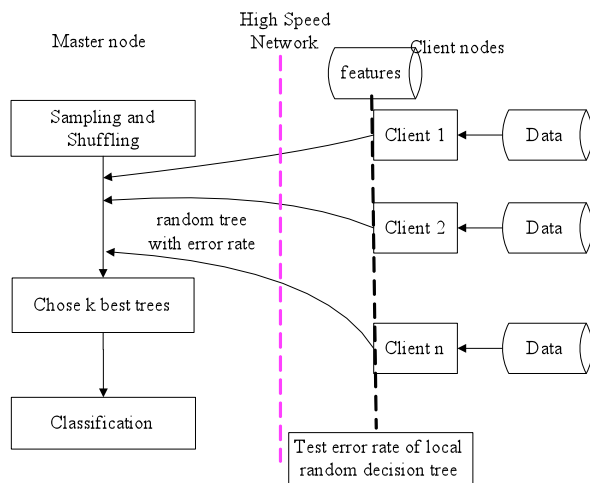 High Speed
Network
Master node
Client nodes
features
Sampling and
Shuffling
Client 1
Data
Client 2
Data
random tree
with error rate
Chose k best trees
Client n
Data
Classification
Test error rate of local
random decision tree